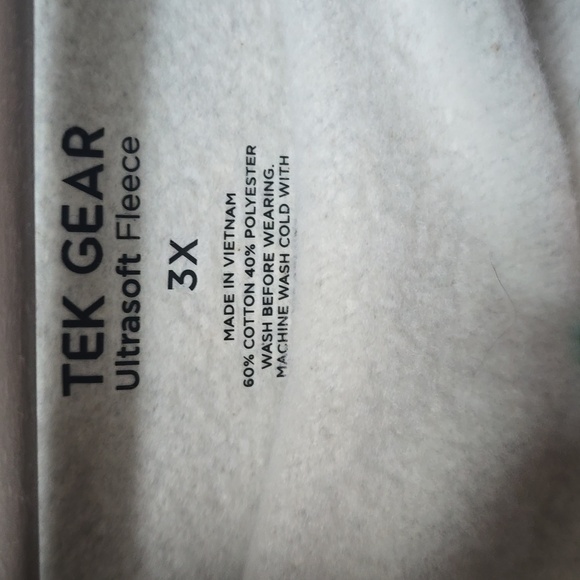 TEK GEAR
Ultrasoft Fleece
3X
MADE IN VIETNAM
60% COTTON 40% POLYESTER
WASH BEFORE WEARING.
MACHINE WASH COLD WITH